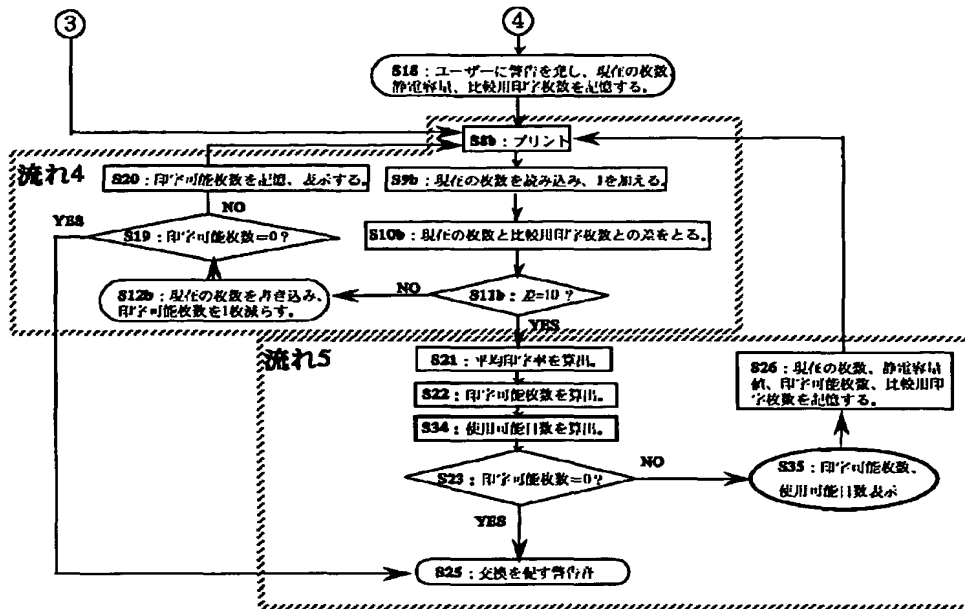 ③
④
S18：ユーザーに警告を発し、現在の枚数、
静電容量、比較用印字枚数を記憶する。
S8b：プリント
流れ4
S20：印字可能枚数を記憶、表示する。
S9b：現在の枚数を読み込み、1を加える。
YES
NO
S19：印字可能枚数=0？
S10b：現在の枚数と比較用印字枚数との差をとる。
S12b：現在の枚数を書き込み、
印字可能枚数を1枚減らす。
NO
S11b：差=10？
YES
流れ5
S21：平均印字率を算出。
S22：印字可能枚数を算出。
S34：使用可能日数を算出。
S26：現在の枚数、静電容量
値、印字可能枚数、比較用印
字枚数を記憶する。
S23：印字可能枚数=0？
NO
S35：印字可能枚数、
使用可能日数表示
YES
S25：交換を促す警告